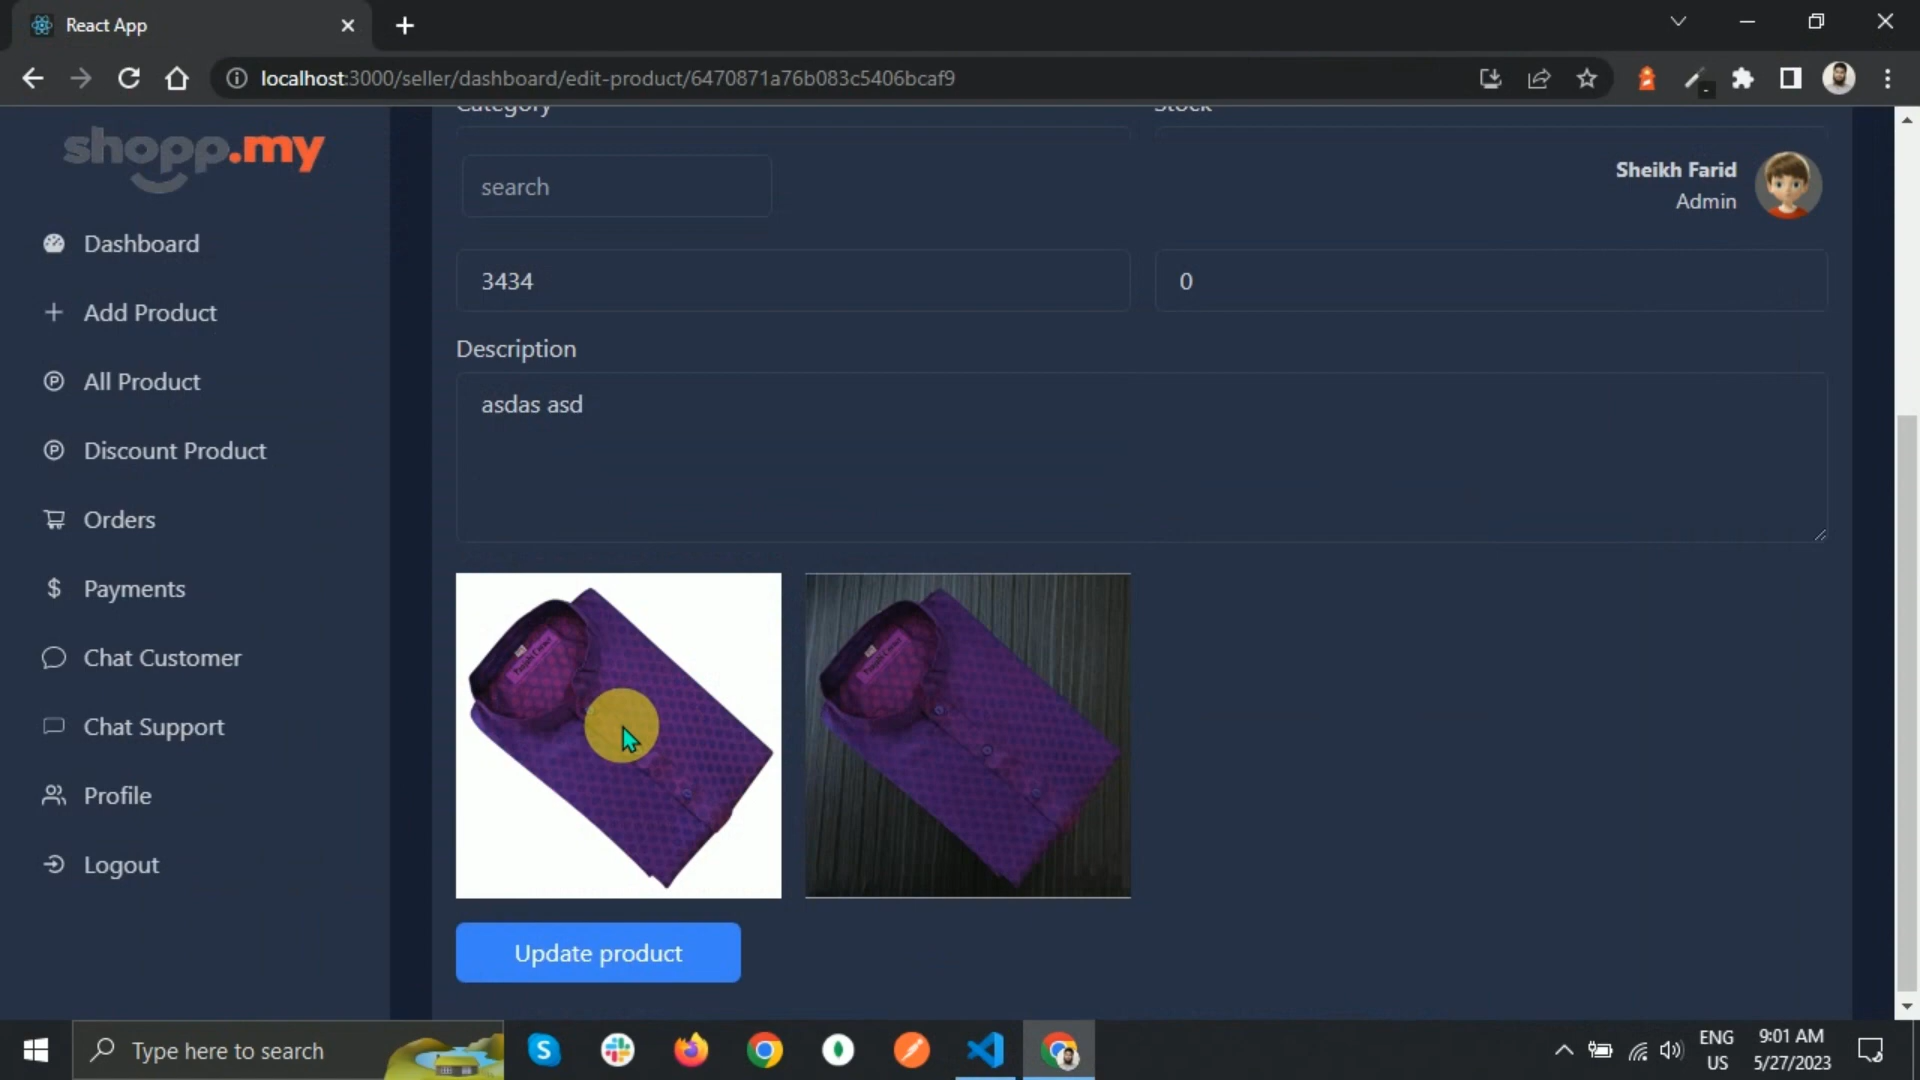 React App
localhost:3000/seller/dashboard/edit-product/6470871a76b083c5406bcaf9
shopp.my
Category
Stock
search
Sheikh Farid
Admin
Dashboard
Add Product
All Product
Discount Product
Orders
Payments
Chat Customer
Chat Support
Profile
Logout
3434
0
Description
asdas asd
Update product
Type here to search
ENG
US
9:01 AM
5/27/2023